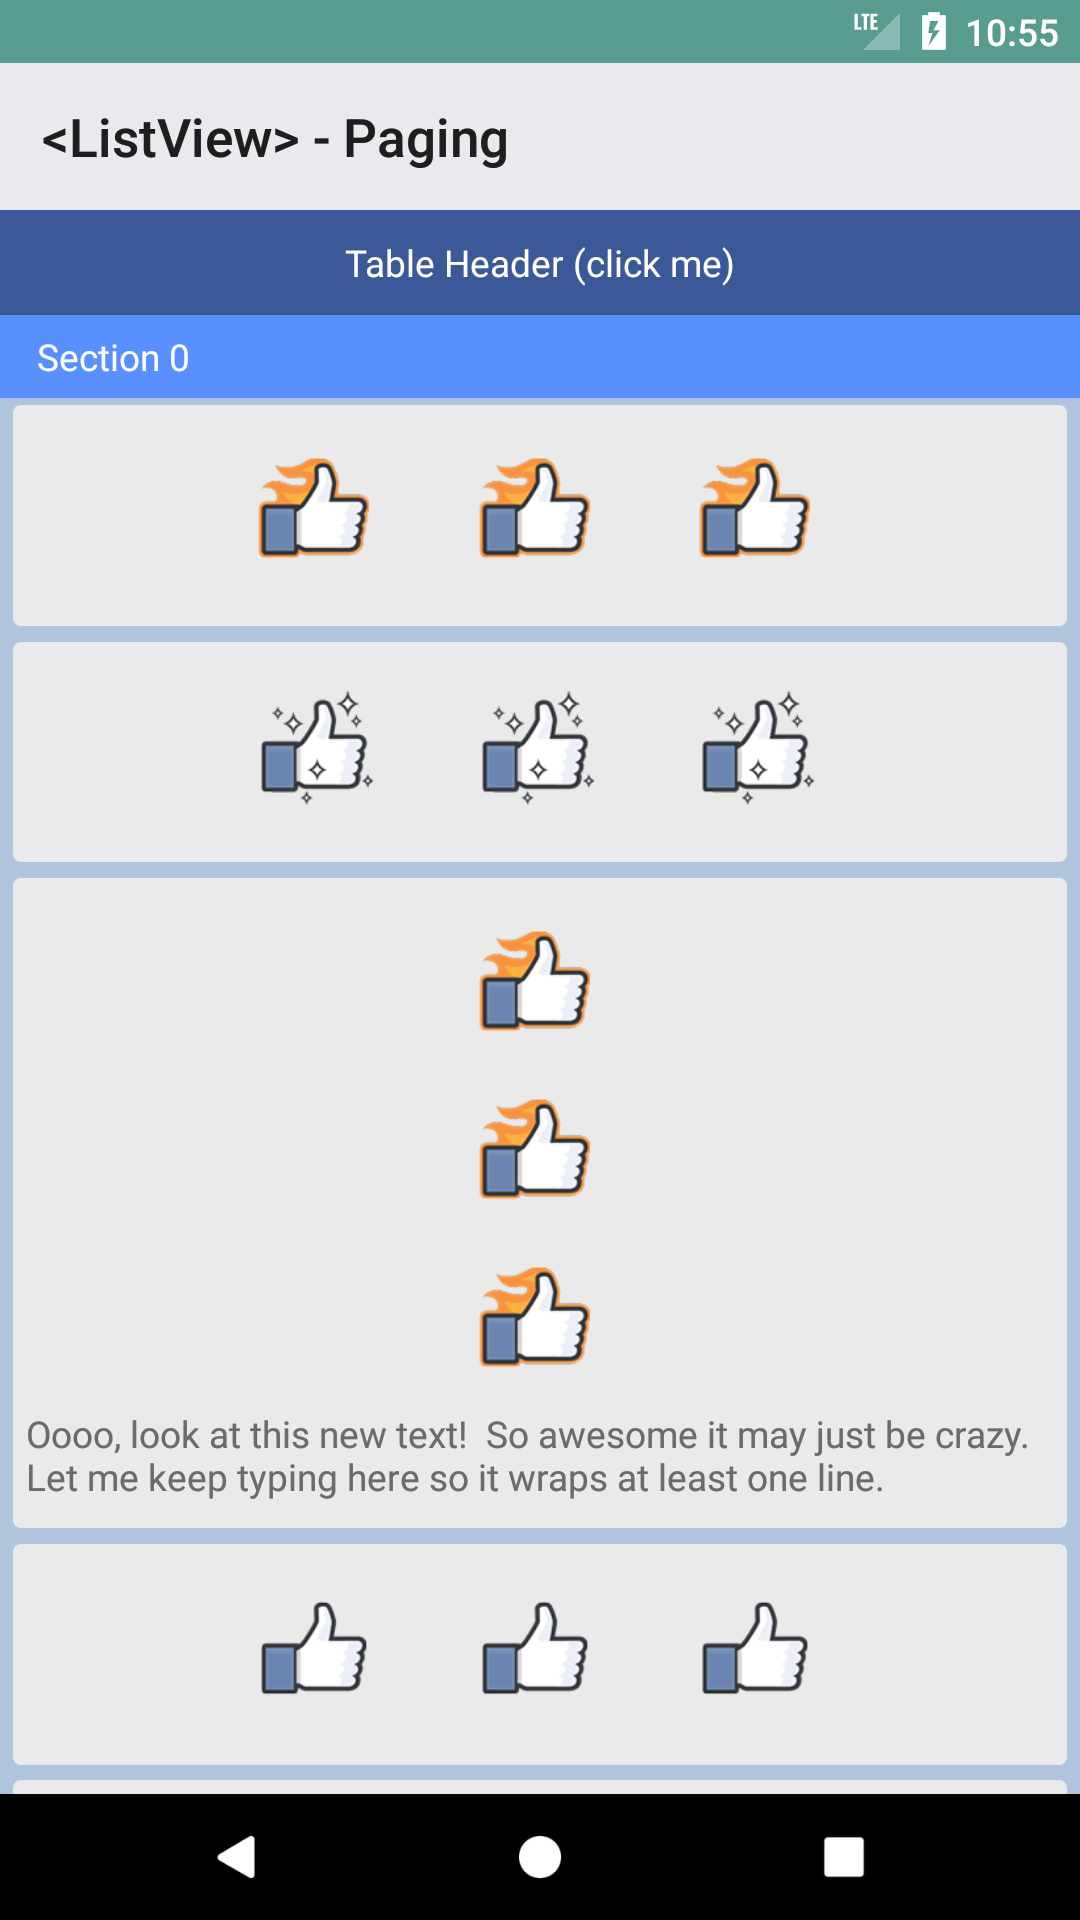 LTE 10:55
<ListView> - Paging
Table Header (click me)
Section 0
Oooo, look at this new text!  So awesome it may just be crazy.
Let me keep typing here so it wraps at least one line.